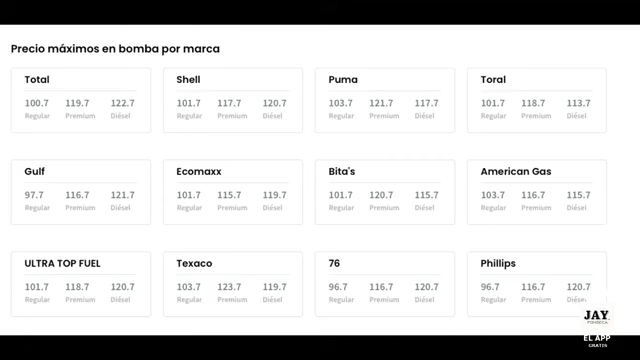 Precio máximos en bomba por marca
Total
100.7 119.7 122.7
Regular Premium Diésel
Shell
101.7 117.7 120.7
Regular Premium Diésel
Puma
103.7 121.7 117.7
Regular Premium Diésel
Toral
101.7 118.7 113.7
Regular Premium Diésel
Gulf
97.7 116.7 121.7
Regular Premium Diésel
Ecomaxx
101.7 115.7 119.7
Regular Premium Diésel
Bita's
101.7 120.7 115.7
Regular Premium Diésel
American Gas
103.7 116.7 115.7
Regular Premium Diésel
ULTRA TOP FUEL
101.7 118.7 120.7
Regular Premium Diésel
Texaco
103.7 123.7 119.7
Regular Premium Diésel
76
96.7 116.7 120.7
Regular Premium Diésel
Phillips
96.7 116.7 120.7
Regular Premium Diésel
JAY
FONSECA
EL APP
GRATIS